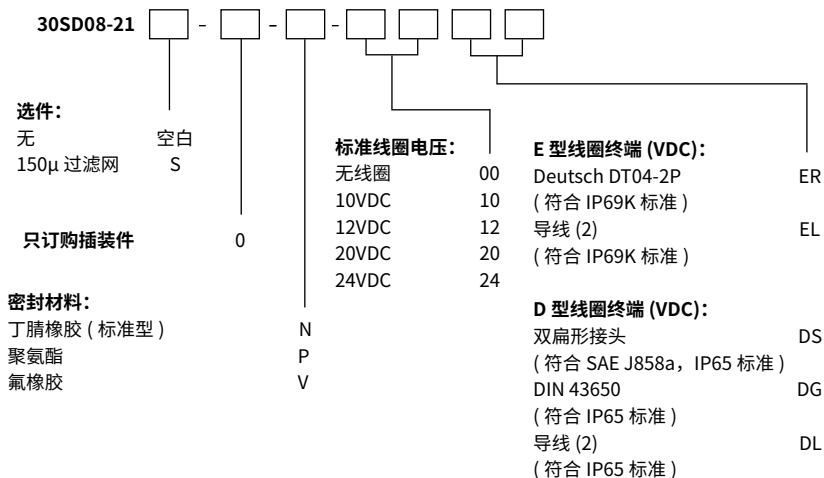 30SD08-21 - - -
选件：
无 空白
150μ 过滤网 S
只订购插装件 0
密封材料：
丁腈橡胶 ( 标准型 ) N
聚氨酯 P
氟橡胶 V
标准线圈电压：
无线圈 00
10VDC 10
12VDC 12
20VDC 20
24VDC 24
E 型线圈终端 (VDC)：
Deutsch DT04-2P ER
( 符合 IP69K 标准 )
导线 (2) EL
( 符合 IP69K 标准 )
D 型线圈终端 (VDC)：
双扁形接头 DS
( 符合 SAE J858a，IP65 标准 )
DIN 43650 DG
( 符合 IP65 标准 )
导线 (2) DL
( 符合 IP65 标准 )